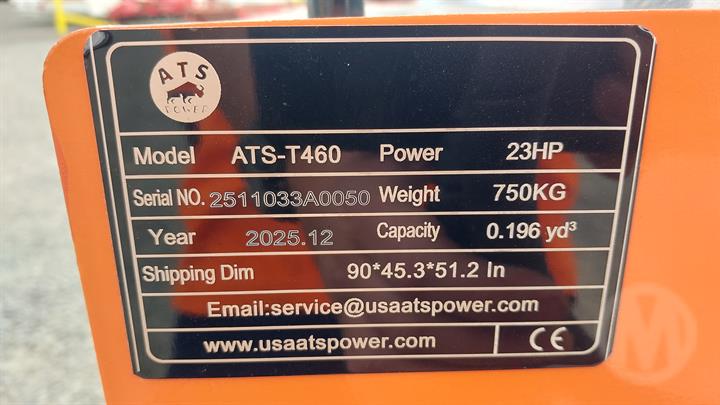 ATS
POWER
Model ATS-T460 Power 23HP
Serial NO. 2511033A0050 Weight 750KG
Year 2025.12 Capacity 0.196 yd³
Shipping Dim 90*45.3*51.2 In
Email:service@usaatspower.com
www.usaatspower.com CE
M